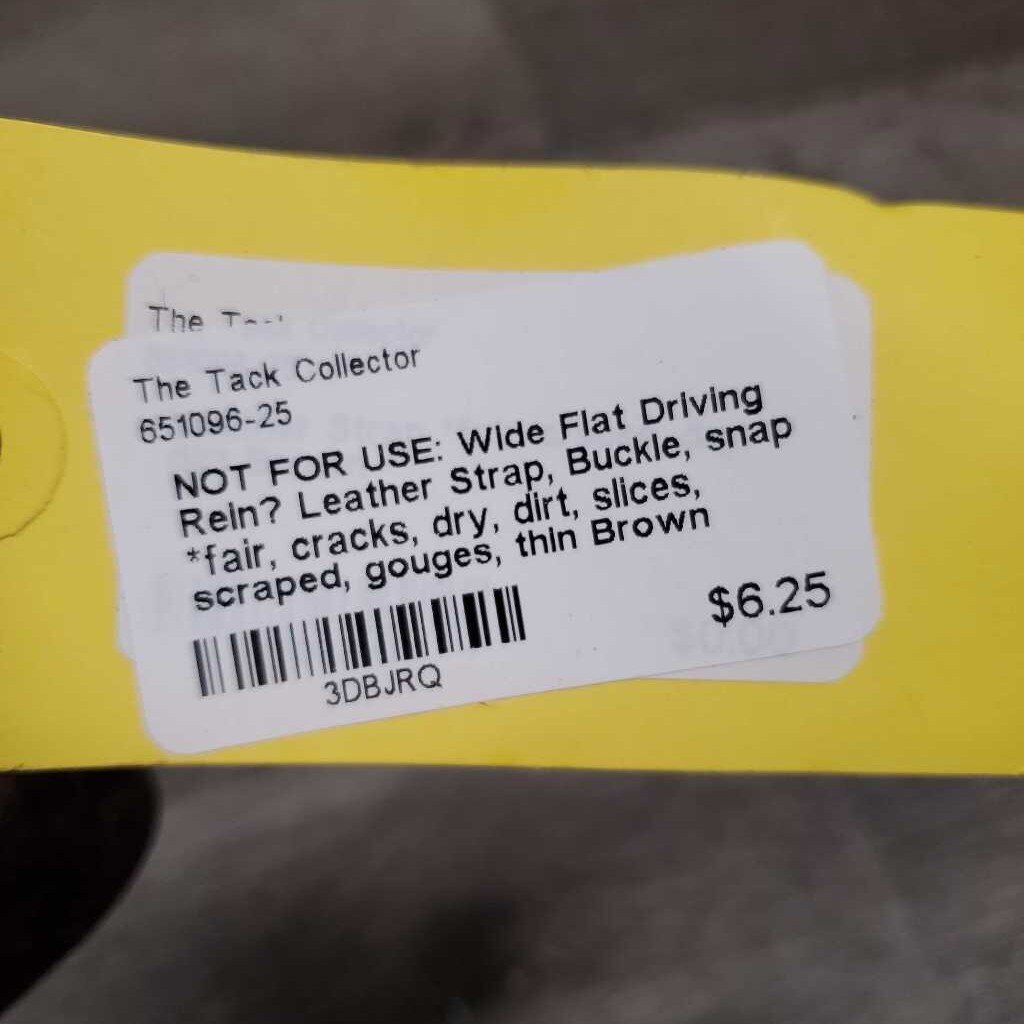 The
The Tack Collector
651096-25
NOT FOR USE: Wide Flat Driving
Rein? Leather Strap, Buckle, snap
*fair, cracks, dry, dirt, slices,
scraped, gouges, thin Brown
$6.25
3DBJRQ